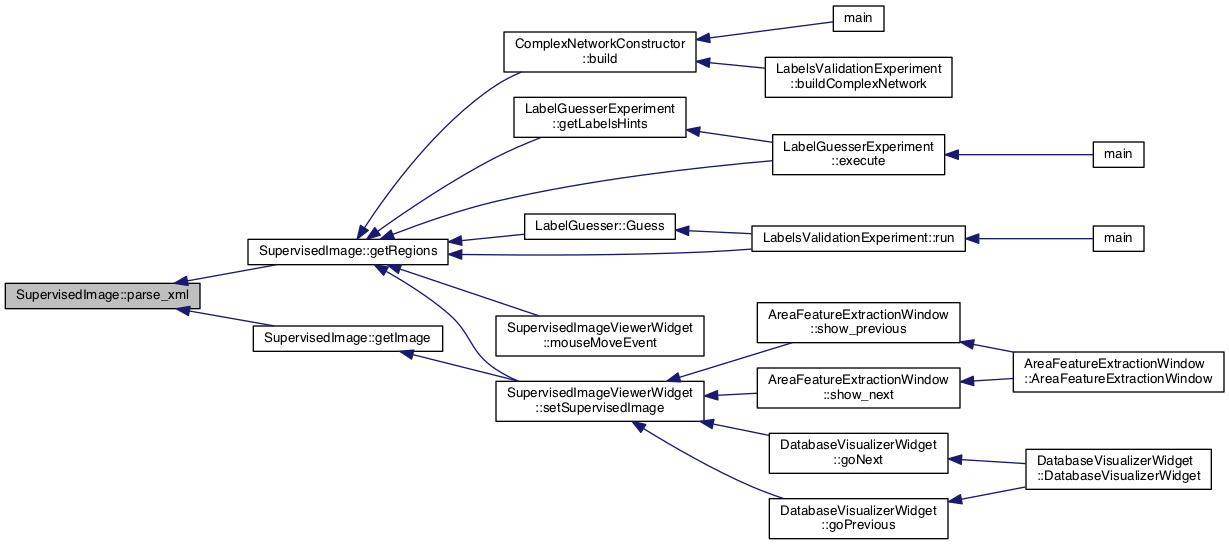 main
ComplexNetworkConstructor
::build
LabelsValidationExperiment
::buildComplexNetwork
LabelGuesserExperiment
::getLabelsHints
LabelGuesserExperiment
::execute
main
LabelGuesser::Guess
SupervisedImage::getRegions
LabelsValidationExperiment::run
main
SupervisedImage::parse_xml
SupervisedImage::getImage
SupervisedImageViewerWidget
::mouseMoveEvent
AreaFeatureExtractionWindow
::show_previous
AreaFeatureExtractionWindow
::AreaFeatureExtractionWindow
SupervisedImageViewerWidget
::setSupervisedImage
AreaFeatureExtractionWindow
::show_next
DatabaseVisualizerWidget
::goNext
DatabaseVisualizerWidget
::DatabaseVisualizerWidget
DatabaseVisualizerWidget
::goPrevious